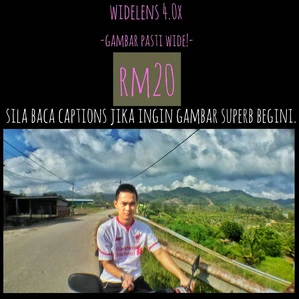 WIDELENS 4.0X
-GAMBAR PASTI WIDE!-
RM20
SILA BACA CAPTIONS JIKA INGIN GAMBAR SUPERB BEGINI.